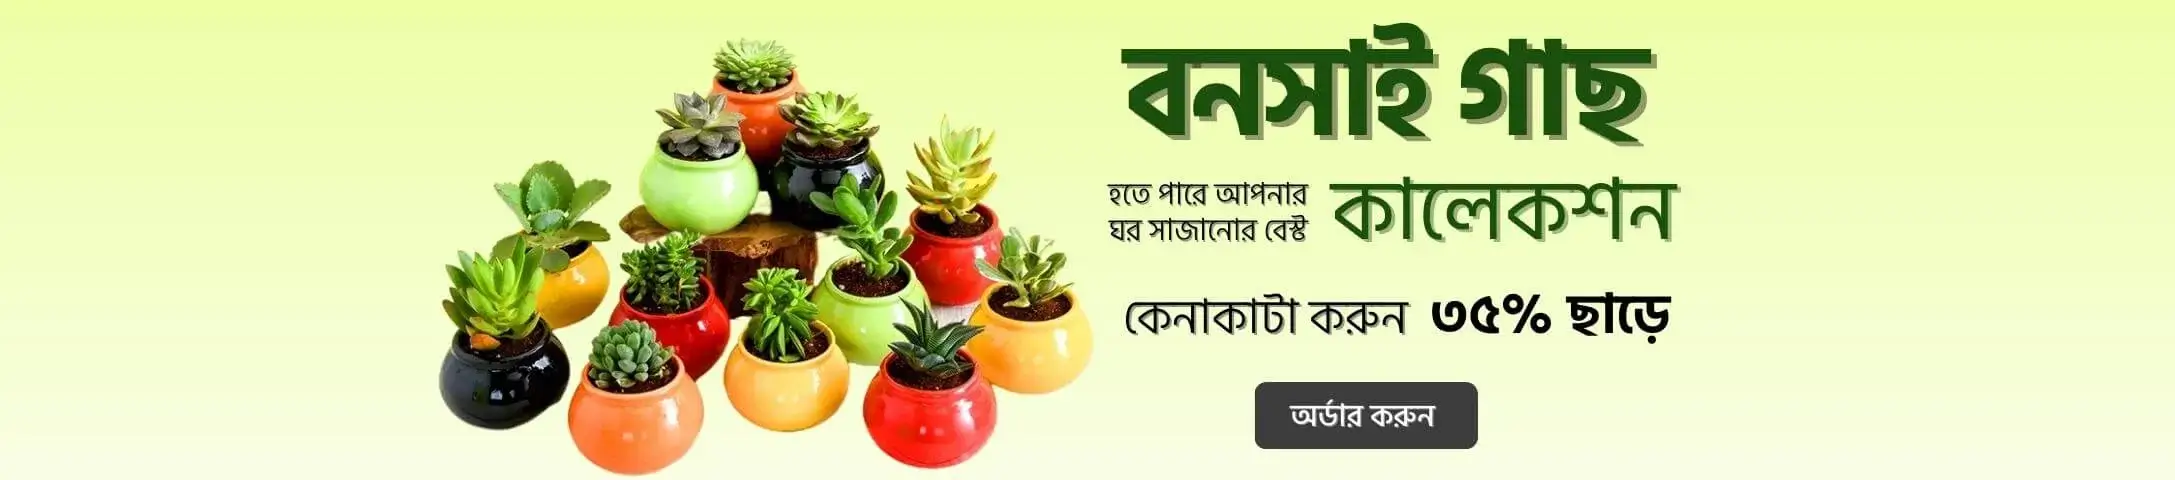 বনসাই গাছ
হতে পারে আপনার
ঘর সাজানোর বেস্ট
কালেকশন
কেনাকাটা করুন ৩৫% ছাড়ে
অর্ডার করুন